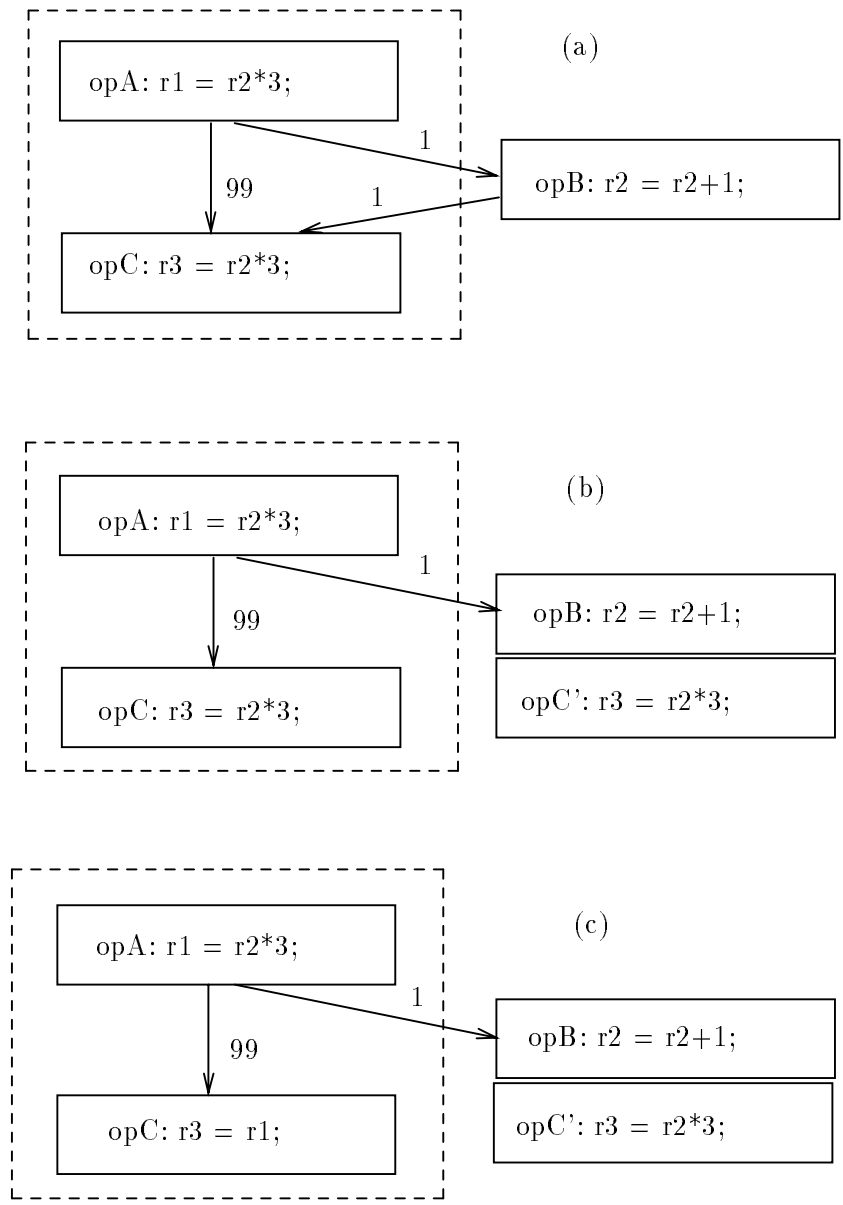 (a)
opA: r1 = r2*3;
1
opB: r2 = r2+1;
99
1
opC: r3 = r2*3;
(b)
opA: r1 = r2*3;
1
opB: r2 = r2+1;
99
opC: r3 = r2*3;
opC': r3 = r2*3;
(c)
opA: r1 = r2*3;
1
opB: r2 = r2+1;
99
opC: r3 = r1;
opC': r3 = r2*3;